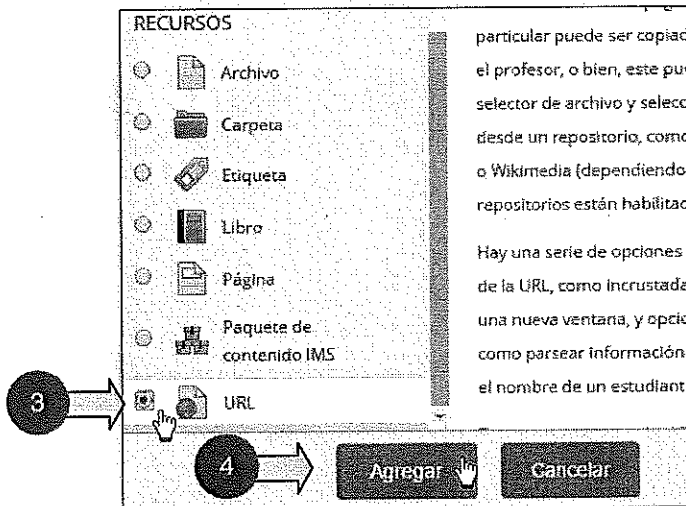 RECURSOS
Archivo
Carpeta
Etiqueta
Libro
Página
Paquete de
contenido IMS
URL
particular puede ser copiad
el profesor, o bien, este pu
selector de archivo y selecc
desde un repositorio, como
o Wikimedia (dependiendo
repositorios están habilitad
Hay una serie de opciones
de la URL, como incrustada
una nueva ventana, y opcio
como parsear información
el nombre de un estudiant
3
4
Agregar
Cancelar